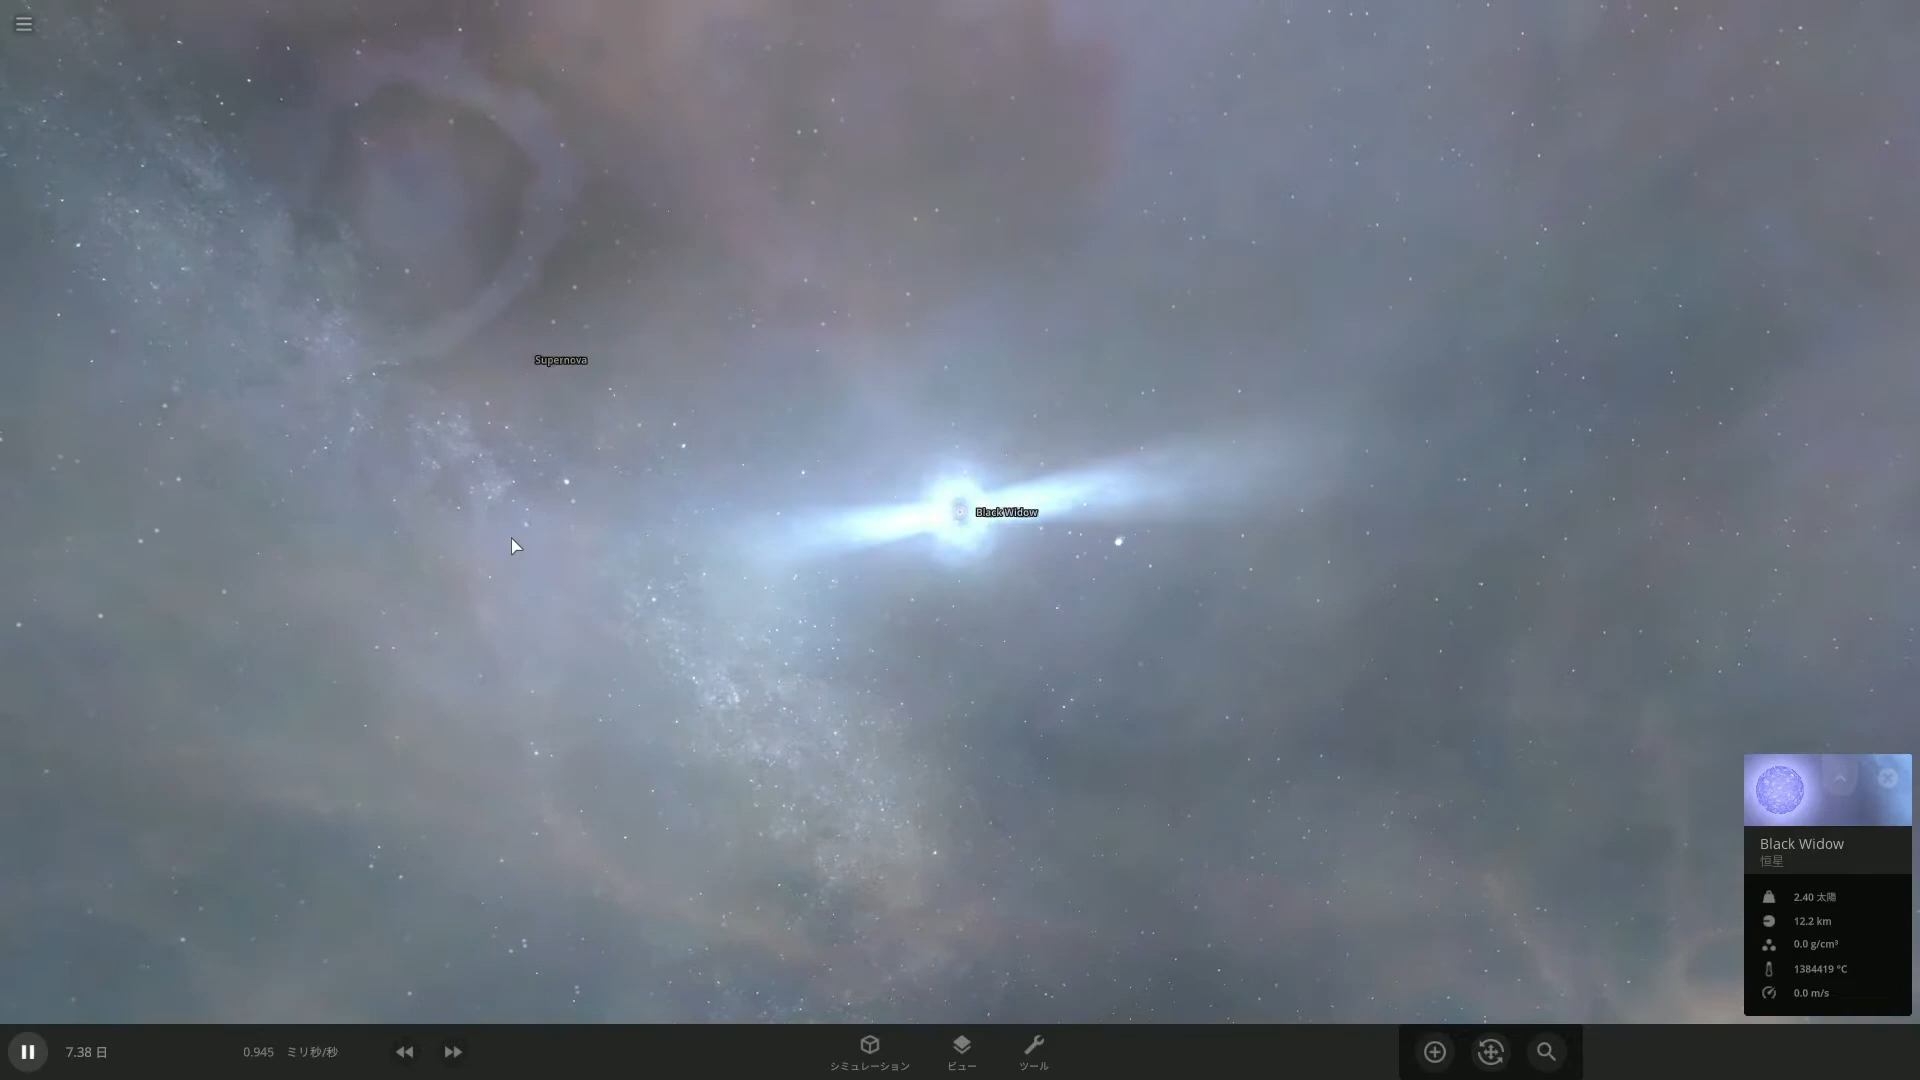 Supernova
Black Widow
Black Widow
恒星
2.40 太陽
12.2 km
0.0 g/cm³
1384419 °C
0.0 m/s
7.38 日
0.945 ミリ秒/秒
シミュレーション
ビュー
ツール